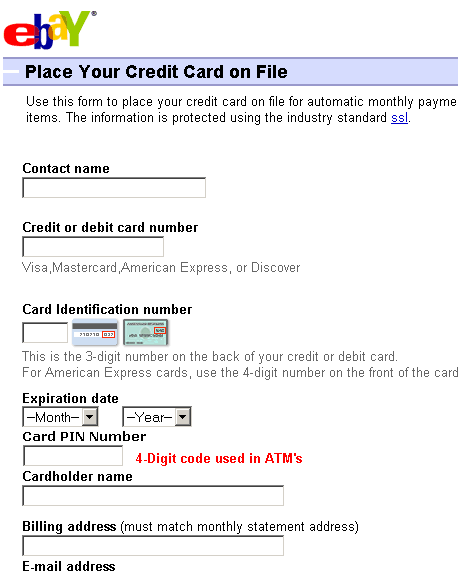 ebaY®
Place Your Credit Card on File
Use this form to place your credit card on file for automatic monthly payme
items. The information is protected using the industry standard ssl.
Contact name
Credit or debit card number
Visa,Mastercard,American Express, or Discover
Card Identification number
This is the 3-digit number on the back of your credit or debit card.
For American Express cards, use the 4-digit number on the front of the card
Expiration date
--Month-- --Year--
Card PIN Number
4-Digit code used in ATM's
Cardholder name
Billing address (must match monthly statement address)
E-mail address